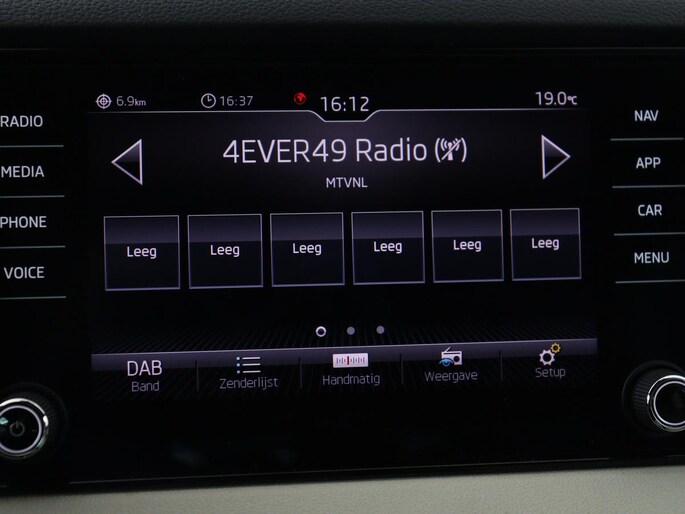 6.9km 16:37 16:12 19.0°C
RADIO
MEDIA
PHONE
VOICE
4EVER49 Radio
MTVNL
Leeg Leeg Leeg Leeg Leeg Leeg
DAB
Band
Zenderlijst
Handmatig
Weergave
Setup
NAV
APP
CAR
MENU